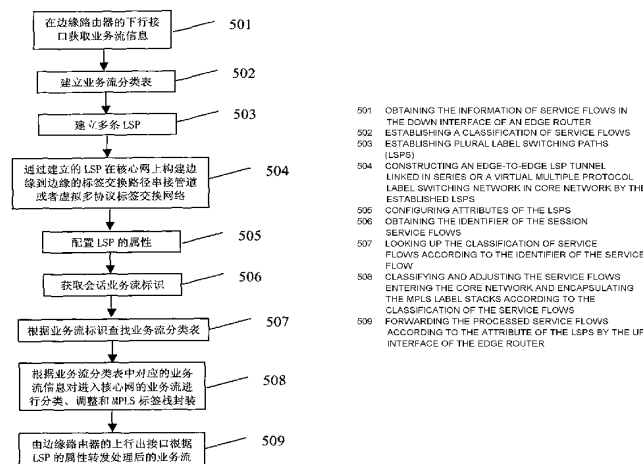 在边缘路由器的下行接
口获取业务流信息
501
建立业务流分类表
502
建立多条 LSP
503
通过建立的 LSP 在核心网上构建边
缘到边缘的标签交换路径串接管道
或者虚拟多协议标签交换网络
504
配置 LSP 的属性
505
获取会话业务流标识
506
根据业务流标识查找业务流分类表
507
根据业务流分类表中对应的业务
流信息对进入核心网的业务流进
行分类、调整和 MPLS 标签栈封装
508
由边缘路由器的上行出接口根据
LSP 的属性转发处理后的业务流
509
501 OBTAINING THE INFORMATION OF SERVICE FLOWS IN
THE DOWN INTERFACE OF AN EDGE ROUTER
502 ESTABLISHING A CLASSIFICATION OF SERVICE FLOWS
503 ESTABLISHING PLURAL LABEL SWITCHING PATHS
(LSPS)
504 CONSTRUCTING AN EDGE-TO-EDGE LSP TUNNEL
LINKED IN SERIES OR A VIRTUAL MULTIPLE PROTOCOL
LABEL SWITCHING NETWORK IN CORE NETWORK BY THE
ESTABLISHED LSPS
505 CONFIGURING ATTRIBUTES OF THE LSPS
506 OBTAINING THE IDENTIFIER OF THE SESSION
SERVICE FLOWS
507 LOOKING UP THE CLASSIFICATION OF SERVICE
FLOWS ACCORDING TO THE IDENTIFIER OF THE SERVICE
FLOW
508 CLASSIFYING AND ADJUSTING THE SERVICE FLOWS
ENTERING THE CORE NETWORK AND ENCAPSULATING
THE MPLS LABEL STACKS ACCORDING TO THE
CLASSIFICATION OF THE SERVICE FLOWS
509 FORWARDING THE PROCESSED SERVICE FLOWS
ACCORDING TO THE ATTRIBUTE OF THE LSPS BY THE UP
INTERFACE OF THE EDGE ROUTER